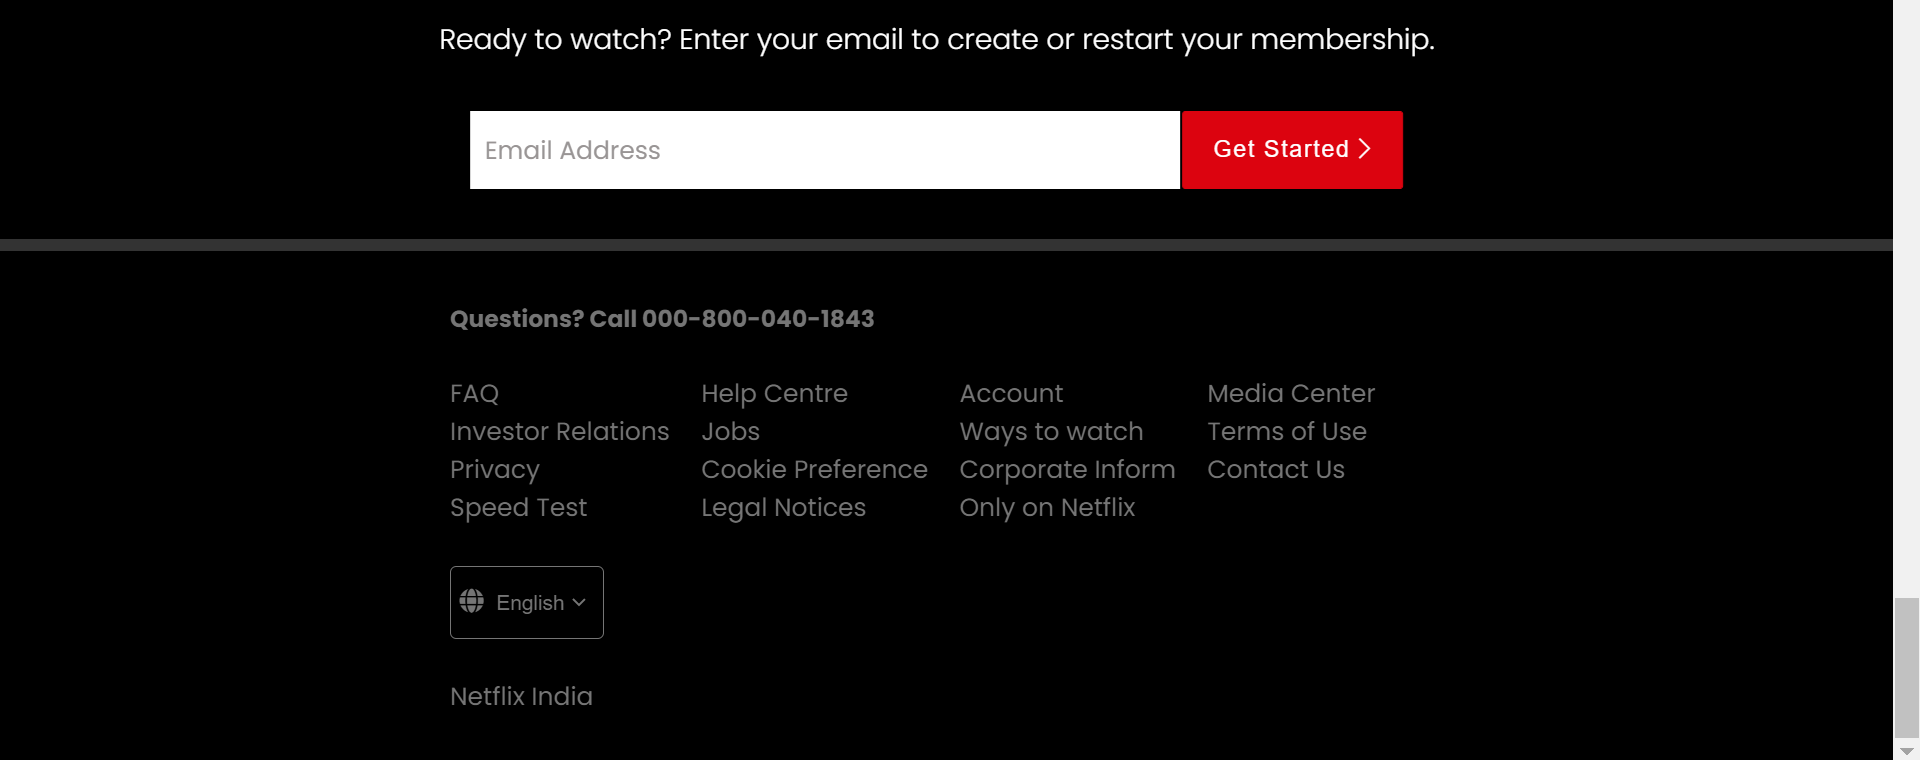 Ready to watch? Enter your email to create or restart your membership.
Email Address
Get Started
Questions? Call 000-800-040-1843
FAQ Help Centre Account Media Center
Investor Relations Jobs Ways to watch Terms of Use
Privacy Cookie Preference Corporate Inform Contact Us
Speed Test Legal Notices Only on Netflix
English
Netflix India